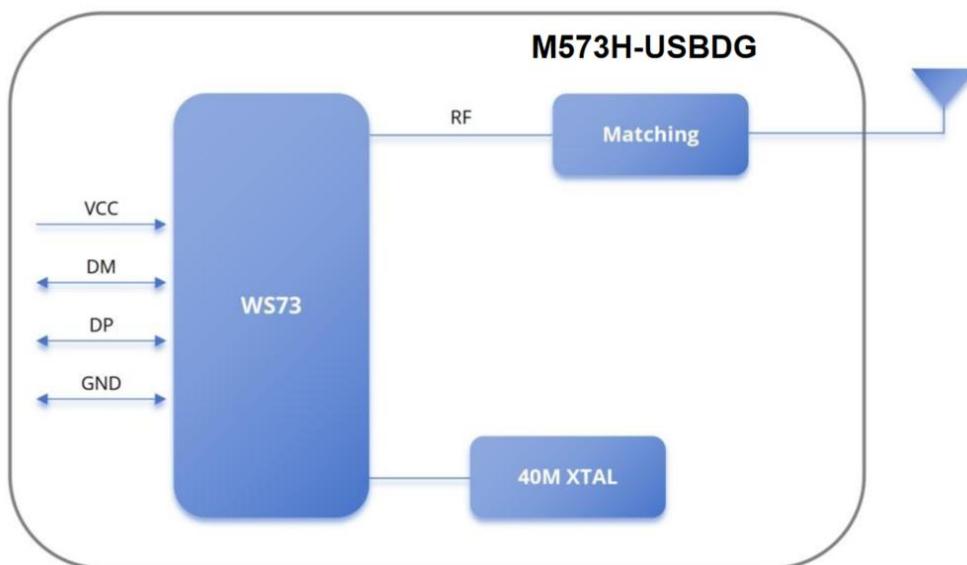 M573H-USBDG
RF
Matching
VCC
DM
WS73
DP
GND
40M XTAL